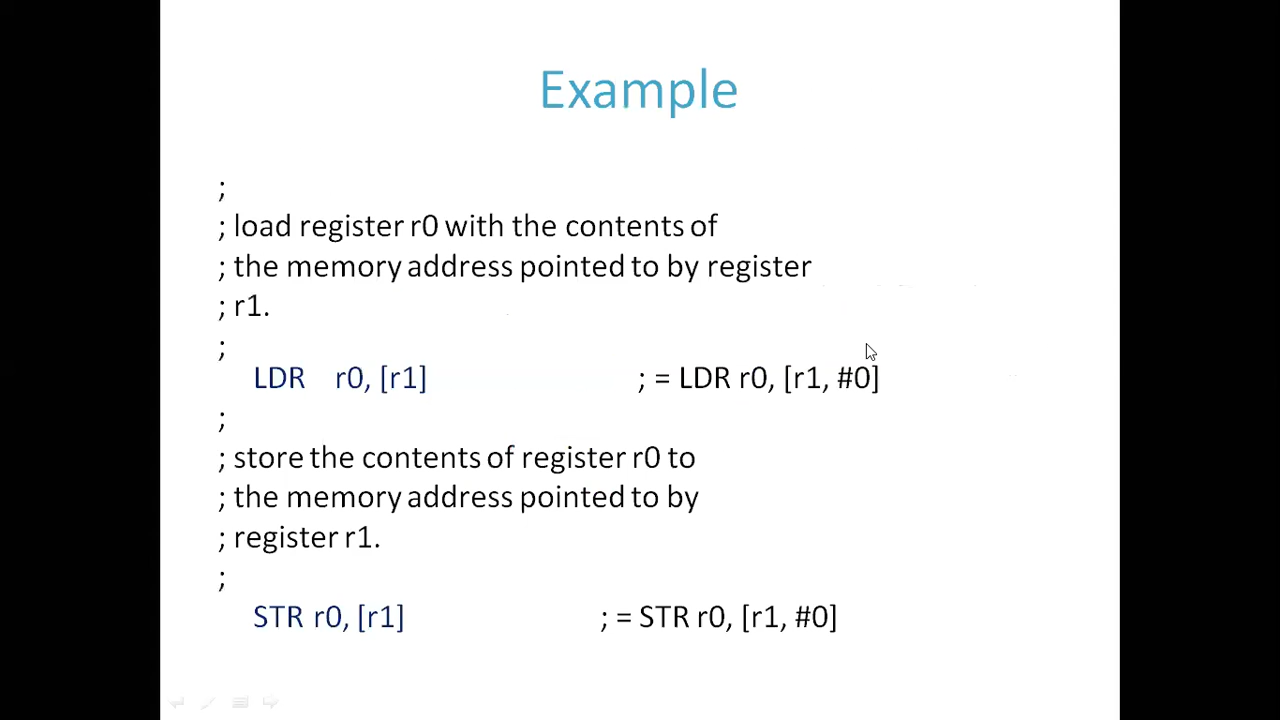 Example
;
; load register r0 with the contents of
; the memory address pointed to by register
; r1.
;
LDR r0, [r1] ; = LDR r0, [r1, #0]
;
; store the contents of register r0 to
; the memory address pointed to by
; register r1.
;
STR r0, [r1] ; = STR r0, [r1, #0]